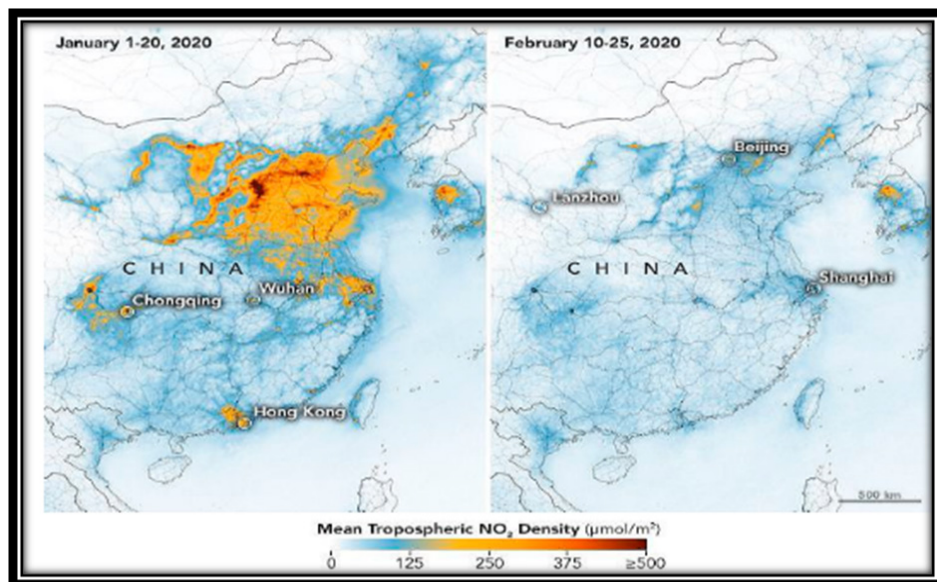 January 1-20, 2020
February 10-25, 2020
Beijing
Lanzhou
CHINA
CHINA
Wuhan
Chongqing
Shanghai
Hong Kong
500 km
Mean Tropospheric NO₂ Density (µmol/m²)
0 125 250 375 ≥500